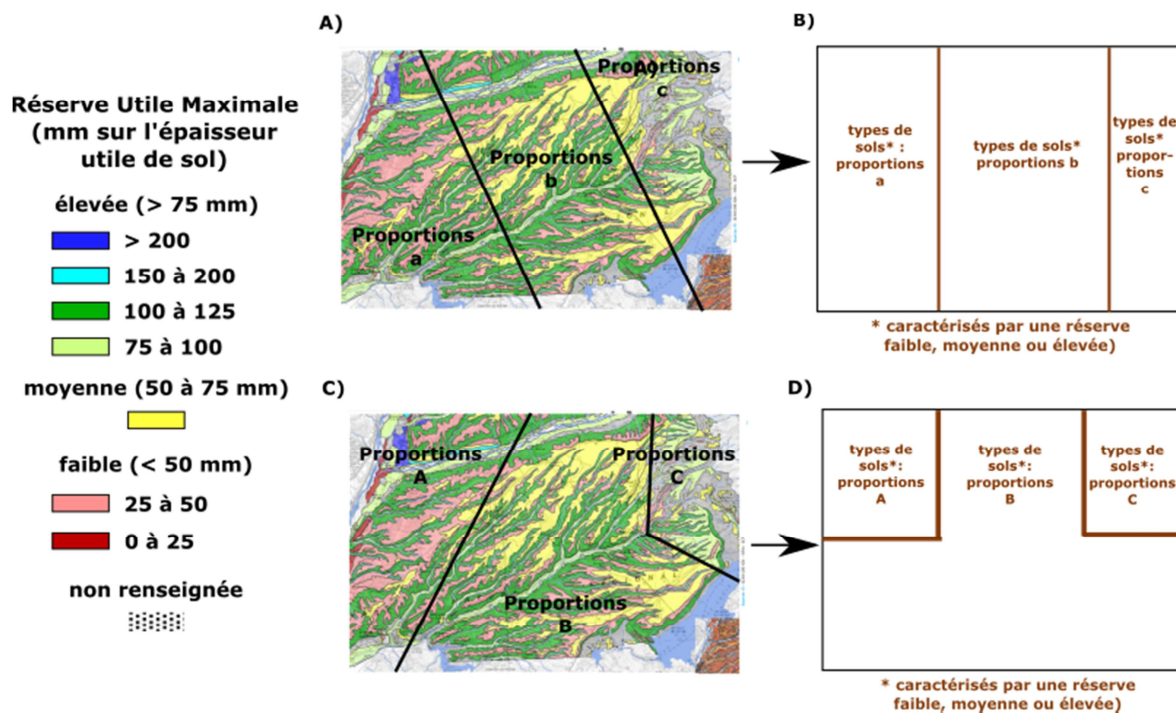 Réserve Utile Maximale
(mm sur l'épaisseur
utile de sol)
élevée (> 75 mm)
> 200
150 à 200
100 à 125
75 à 100
moyenne (50 à 75 mm)
faible (< 50 mm)
25 à 50
0 à 25
non renseignée
A)
A)
Proportions
c
Proportions
b
Proportions
a
B)
types de
sols* :
proportions
a
types de sols*
proportions b
types de
sols*
propor-
tions
c
* caractérisés par une réserve
faible, moyenne ou élevée)
C)
Proportions
A
Proportions
C
Proportions
B
D)
types de
sols*:
proportions
A
types de
sols*:
proportions
B
types de
sols*:
proportions
C
* caractérisés par une réserve
faible, moyenne ou élevée)